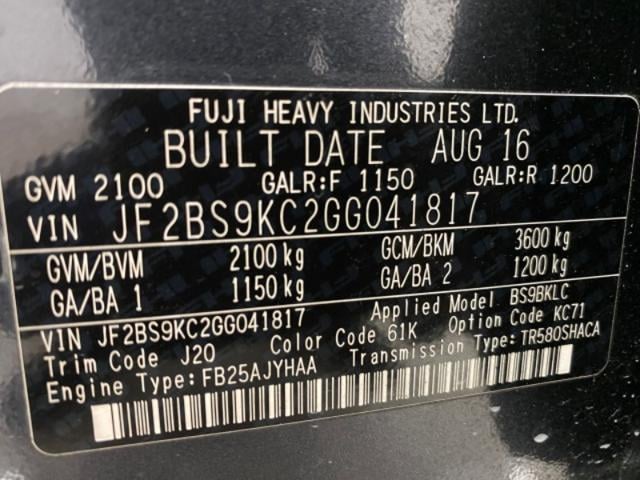 FUJI HEAVY INDUSTRIES LTD.
BUILT DATE AUG 16
GVM 2100 GALR:F 1150 GALR:R 1200
VIN JF2BS9KC2GG041817
GVM/BVM 2100 kg GCM/BKM 3600 kg
GA/BA 1 1150 kg GA/BA 2 1200 kg
VIN JF2BS9KC2GG041817 Applied Model BS9BKLC
Trim Code J20 Color Code 61K Option Code KC71
Engine Type:FB25AJYHAA Transmission Type:TR580SHACA